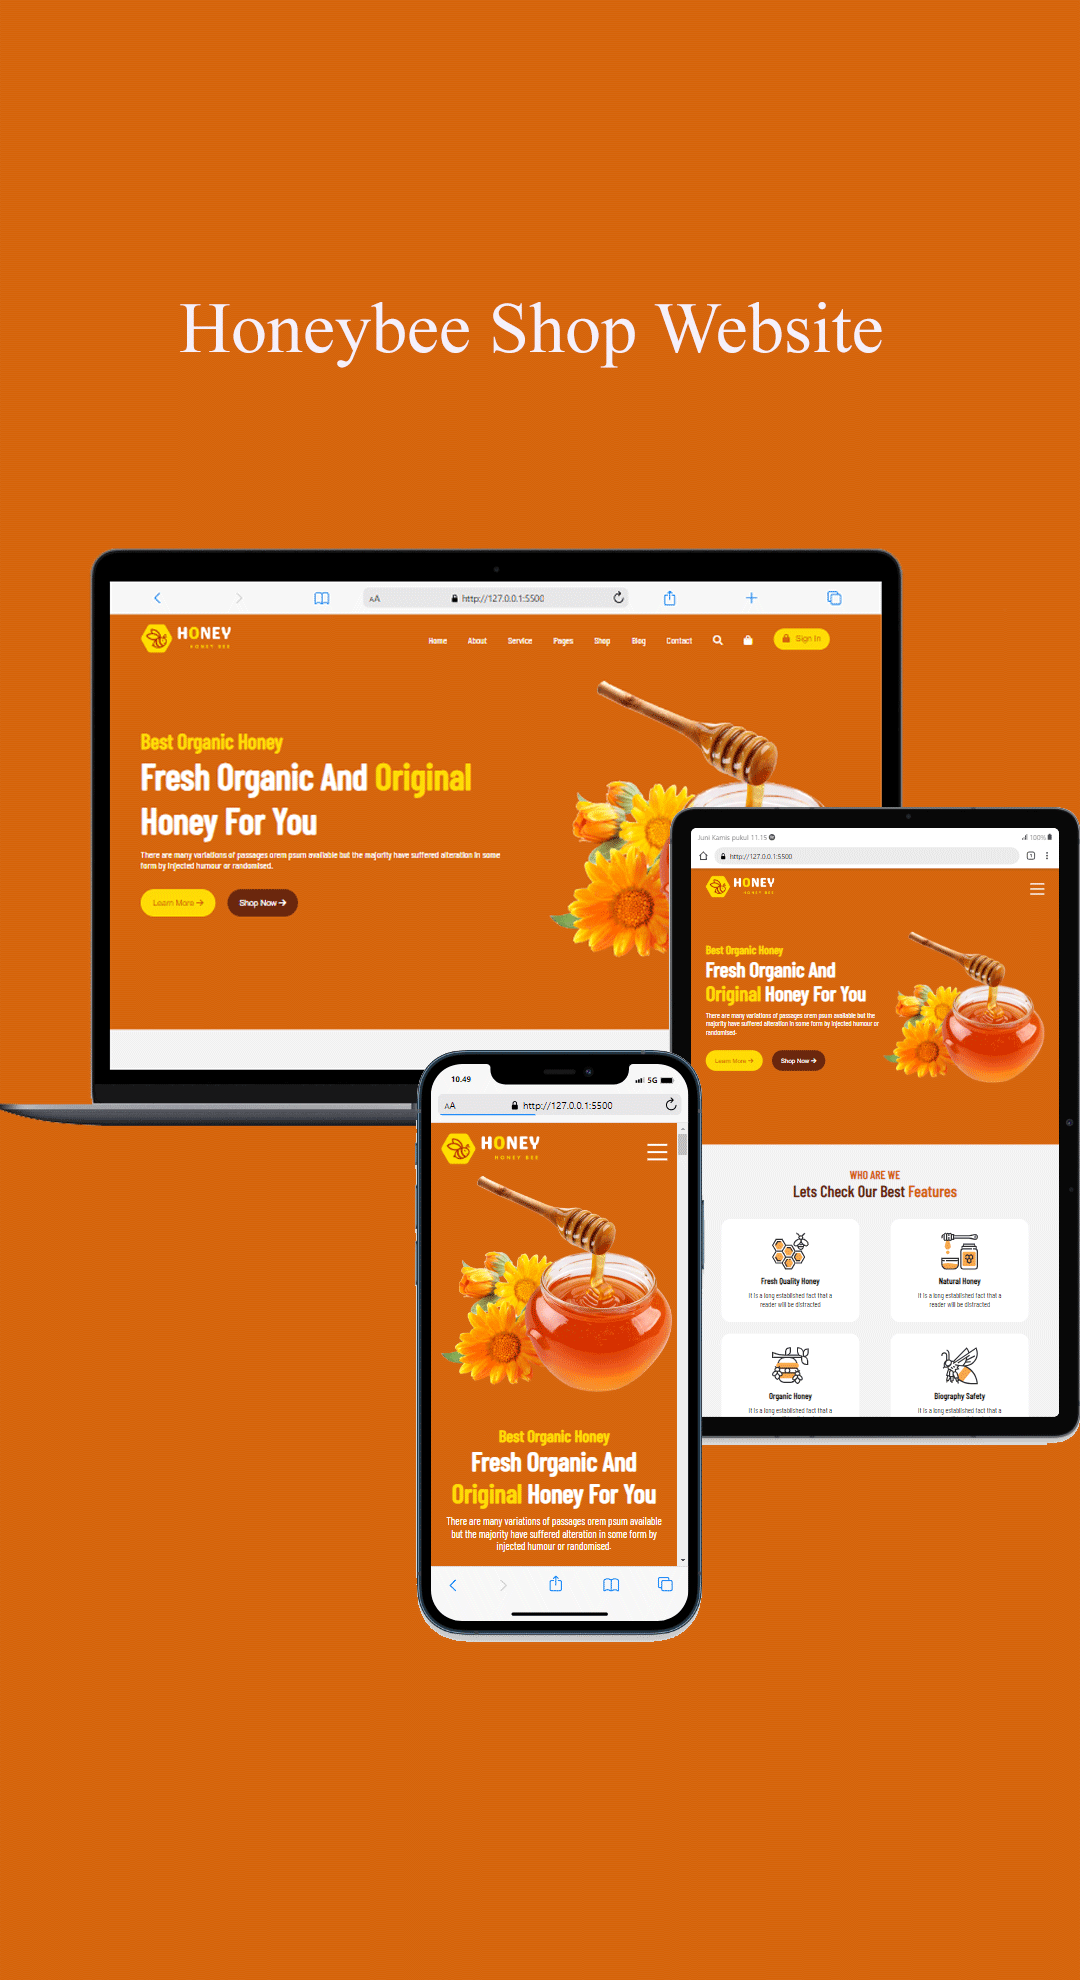 Honeybee Shop Website
AA http://127.0.0.1:5500
HONEY
HONEY BEE
Home About Service Pages Shop Blog Contact Sign In
Best Organic Honey
Fresh Organic And Original
Honey For You
There are many variations of passages orem psum available but the majority have suffered alteration in some
form by injected humour or randomised.
Learn More → Shop Now →
Juni Kamis pukul 11.15 100%
http://127.0.0.1:5500 1
HONEY
HONEY BEE
Best Organic Honey
Fresh Organic And
Original Honey For You
There are many variations of passages orem psum available but the
majority have suffered alteration in some form by injected humour or
randomised.
Learn More → Shop Now →
WHO ARE WE
Lets Check Our Best Features
Fresh Quality Honey
It is a long established fact that a
reader will be distracted
Natural Honey
It is a long established fact that a
reader will be distracted
Organic Honey
It is a long established fact that a
Biography Safety
It is a long established fact that a
10.49 5G
AA http://127.0.0.1:5500
HONEY
HONEY BEE
Best Organic Honey
Fresh Organic And
Original Honey For You
There are many variations of passages orem psum available
but the majority have suffered alteration in some form by
injected humour or randomised.